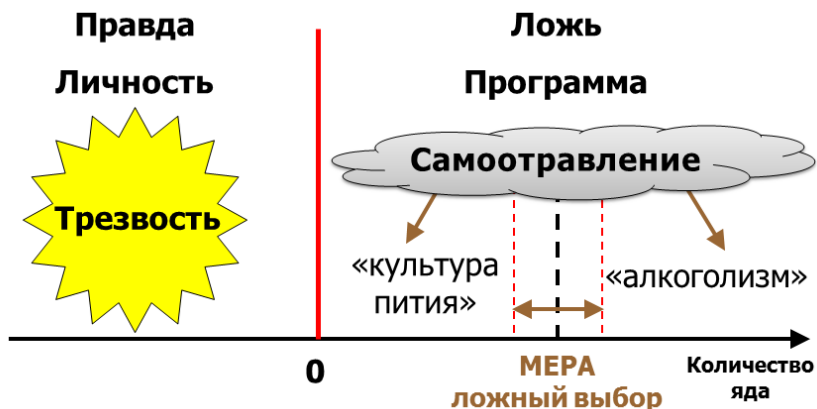 Правда
Ложь
Личность
Программа
Самоотравление
Трезвость
«культура
пития»
«алкоголизм»
0
МЕРА
ложный выбор
Количество
яда